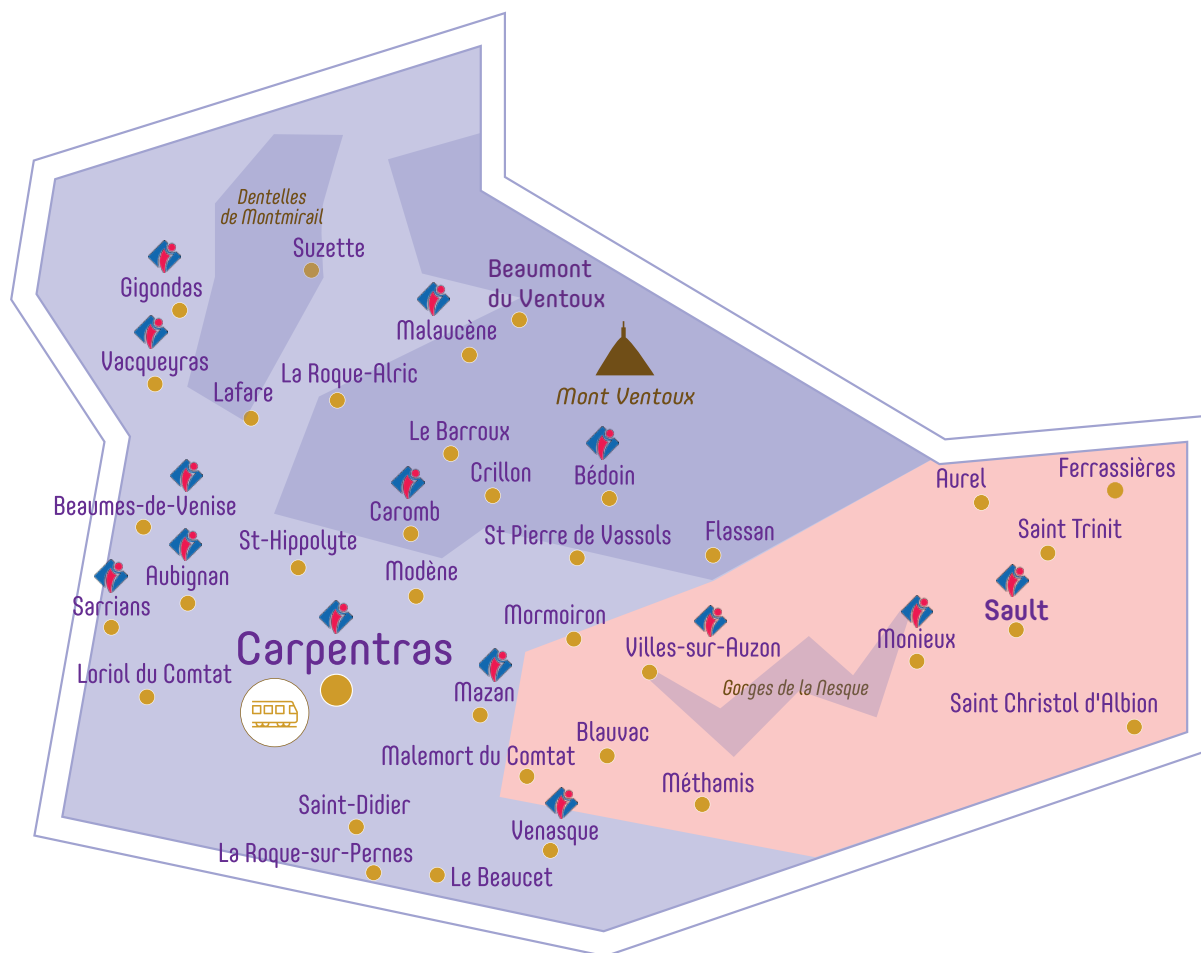 Dentelles
de Montmirail
Suzette
Gigondas
Beaumont
du Ventoux
Malaucène
Vacqueyras
La Roque-Alric
Lafare
Mont Ventoux
Le Barroux
Crillon
Bédoin
Aurel
Ferrassières
Beaumes-de-Venise
Caromb
St-Hippolyte
St Pierre de Vassols
Flassan
Saint Trinit
Aubignan
Modène
Sarrians
Mormoiron
Sault
Carpentras
Villes-sur-Auzon
Monieux
Loriol du Comtat
Mazan
Gorges de la Nesque
Saint Christol d'Albion
Blauvac
Malemort du Comtat
Méthamis
Saint-Didier
Venasque
La Roque-sur-Pernes
Le Beaucet